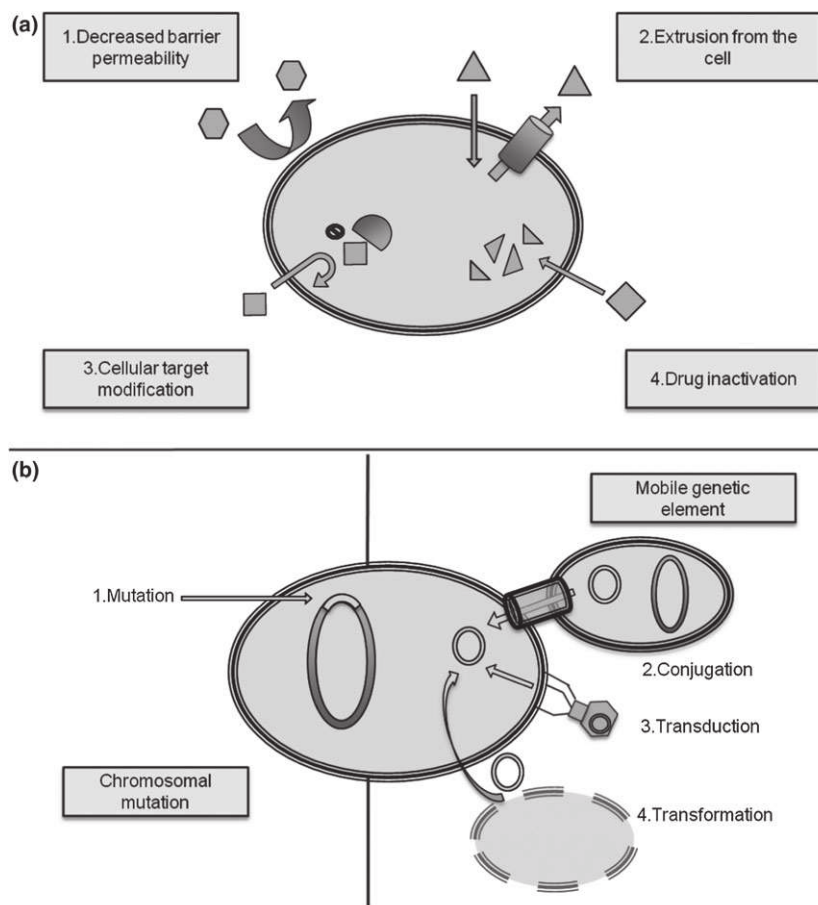 (a)
1.Decreased barrier
permeability
2.Extrusion from the
cell
3.Cellular target
modification
4.Drug inactivation
(b)
Mobile genetic
element
1.Mutation
2.Conjugation
3.Transduction
Chromosomal
mutation
4.Transformation